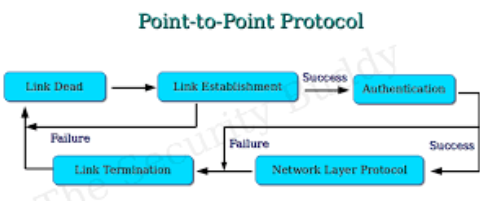 Point-to-Point Protocol
Link Dead
Link Establishment
Success
Authentication
Failure
Failure
Success
Link Termination
Network Layer Protocol
The Security Buddy